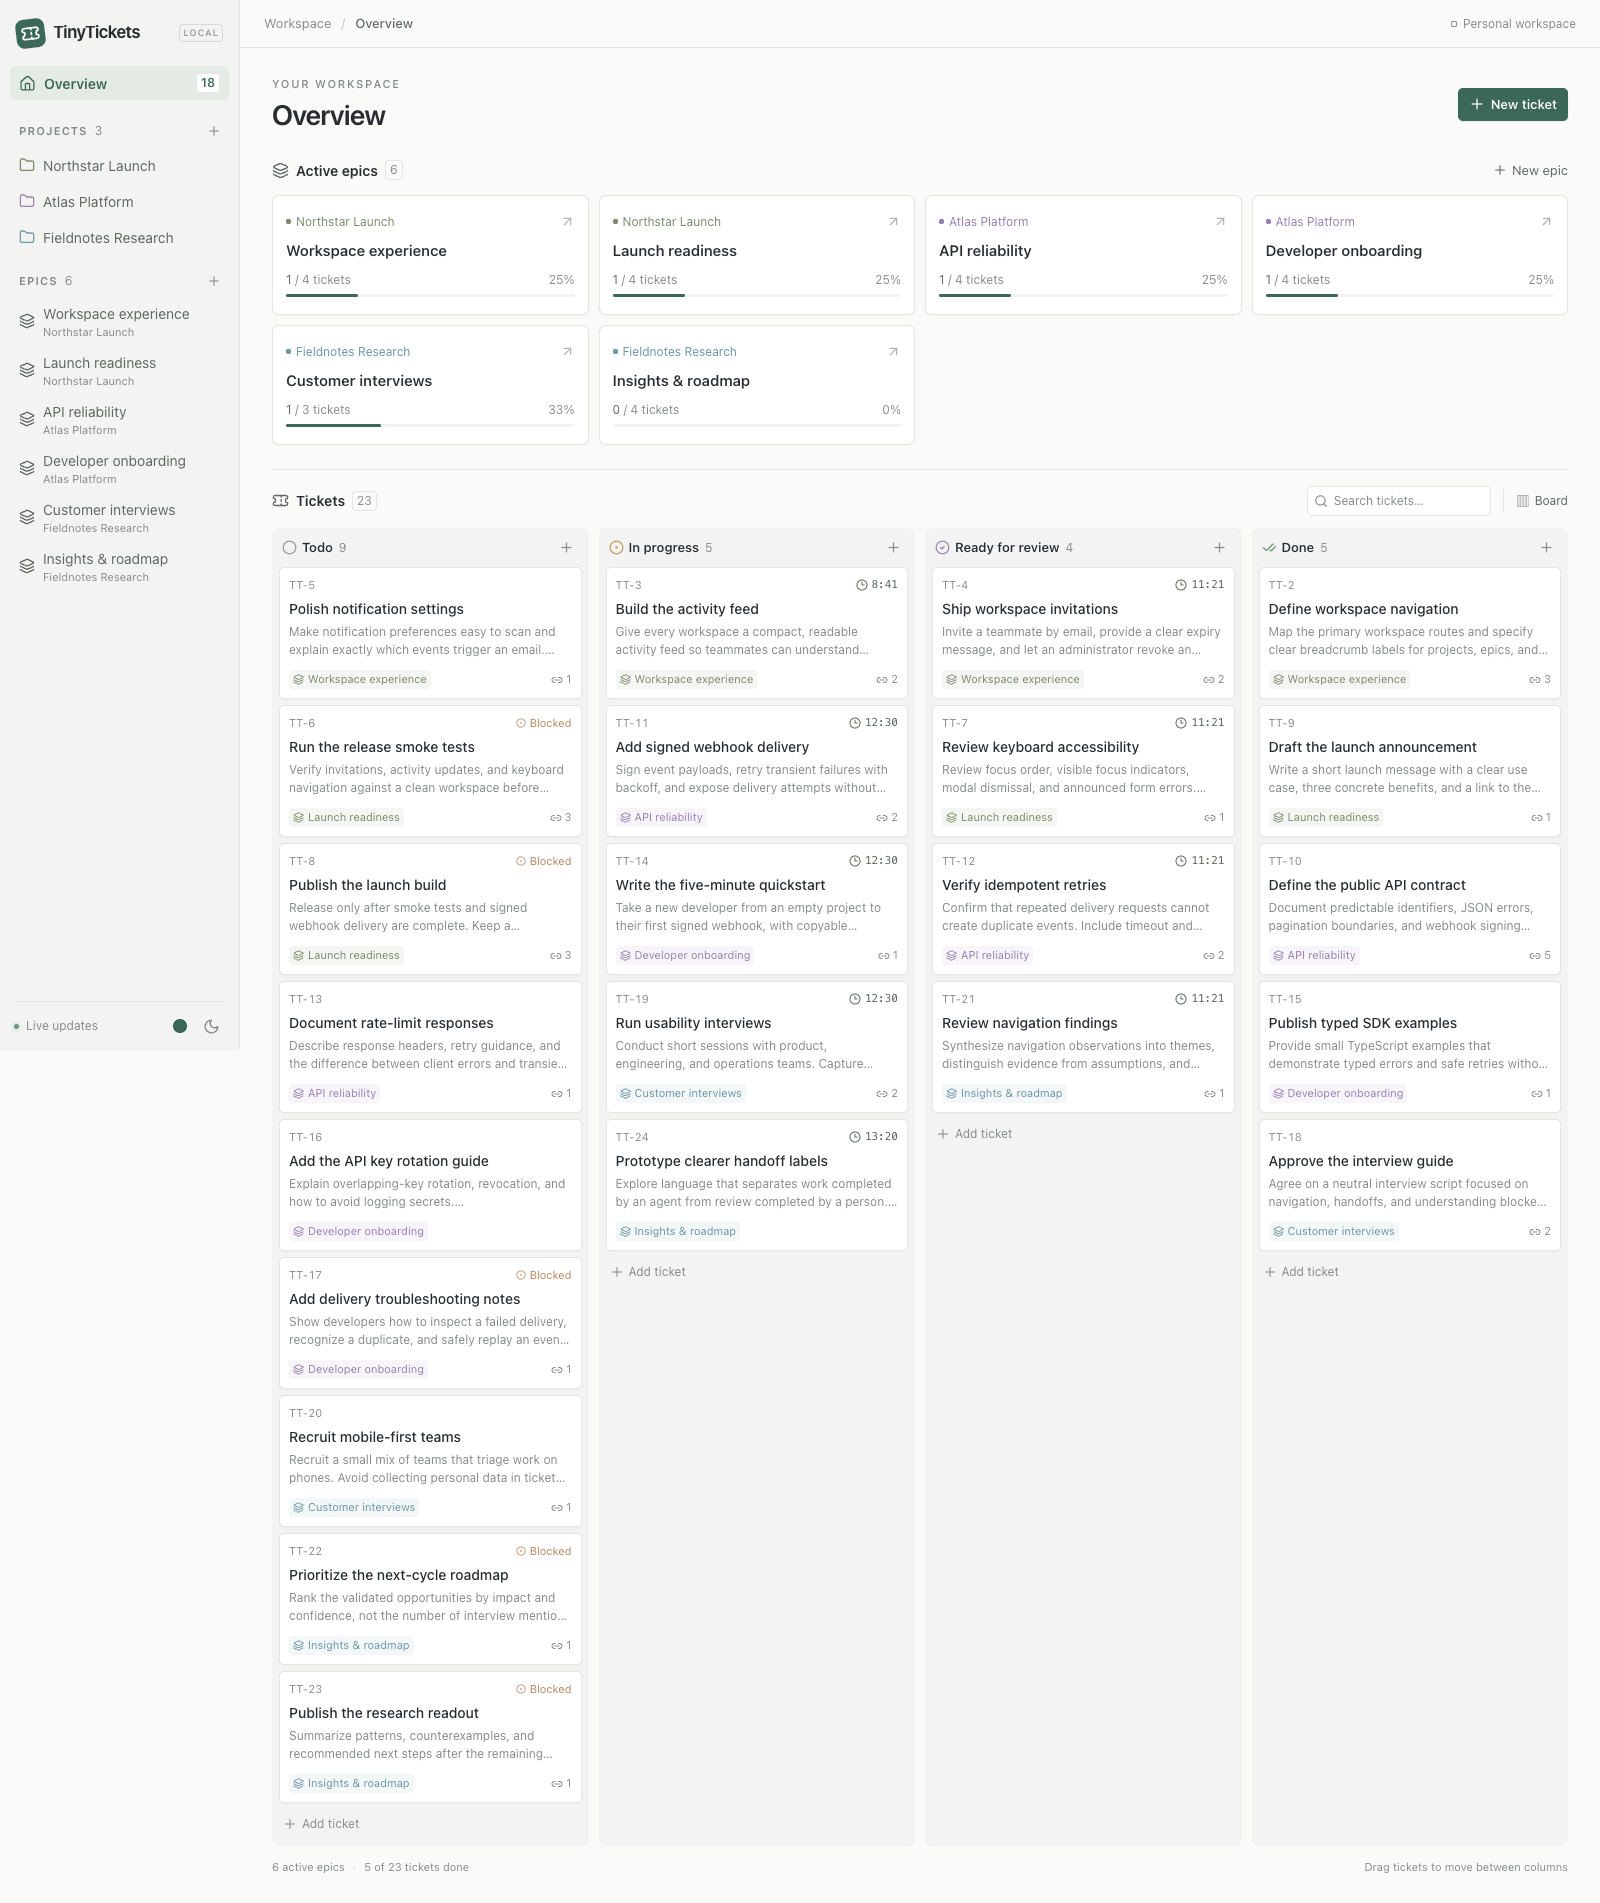 TinyTickets
LOCAL
Overview
18
PROJECTS 3
Northstar Launch
Atlas Platform
Fieldnotes Research
EPICS 6
Workspace experience
Northstar Launch
Launch readiness
Northstar Launch
API reliability
Atlas Platform
Developer onboarding
Atlas Platform
Customer interviews
Fieldnotes Research
Insights & roadmap
Fieldnotes Research
Live updates
Workspace / Overview
Personal workspace
YOUR WORKSPACE
Overview
New ticket
Active epics 6
New epic
Northstar Launch
Workspace experience
1 / 4 tickets 25%
Northstar Launch
Launch readiness
1 / 4 tickets 25%
Atlas Platform
API reliability
1 / 4 tickets 25%
Atlas Platform
Developer onboarding
1 / 4 tickets 25%
Fieldnotes Research
Customer interviews
1 / 3 tickets 33%
Fieldnotes Research
Insights & roadmap
0 / 4 tickets 0%
Tickets 23
Search tickets...
Board
Todo 9
TT-5
Polish notification settings
Make notification preferences easy to scan and
explain exactly which events trigger an email....
Workspace experience 1
TT-6 Blocked
Run the release smoke tests
Verify invitations, activity updates, and keyboard
navigation against a clean workspace before...
Launch readiness 3
TT-8 Blocked
Publish the launch build
Release only after smoke tests and signed
webhook delivery are complete. Keep a...
Launch readiness 3
TT-13
Document rate-limit responses
Describe response headers, retry guidance, and
the difference between client errors and transie...
API reliability 1
TT-16
Add the API key rotation guide
Explain overlapping-key rotation, revocation, and
how to avoid logging secrets....
Developer onboarding
TT-17 Blocked
Add delivery troubleshooting notes
Show developers how to inspect a failed delivery,
recognize a duplicate, and safely replay an even...
Developer onboarding 1
TT-20
Recruit mobile-first teams
Recruit a small mix of teams that triage work on
phones. Avoid collecting personal data in ticket...
Customer interviews 1
TT-22 Blocked
Prioritize the next-cycle roadmap
Rank the validated opportunities by impact and
confidence, not the number of interview mentio...
Insights & roadmap 1
TT-23 Blocked
Publish the research readout
Summarize patterns, counterexamples, and
recommended next steps after the remaining...
Insights & roadmap 1
Add ticket
In progress 5
TT-3 8:41
Build the activity feed
Give every workspace a compact, readable
activity feed so teammates can understand...
Workspace experience 2
TT-11 12:30
Add signed webhook delivery
Sign event payloads, retry transient failures with
backoff, and expose delivery attempts without...
API reliability 2
TT-14 12:30
Write the five-minute quickstart
Take a new developer from an empty project to
their first signed webhook, with copyable...
Developer onboarding 1
TT-19 12:30
Run usability interviews
Conduct short sessions with product,
engineering, and operations teams. Capture...
Customer interviews 2
TT-24 13:20
Prototype clearer handoff labels
Explore language that separates work completed
by an agent from review completed by a person....
Insights & roadmap
Add ticket
Ready for review 4
TT-4 11:21
Ship workspace invitations
Invite a teammate by email, provide a clear expiry
message, and let an administrator revoke an...
Workspace experience 2
TT-7 11:21
Review keyboard accessibility
Review focus order, visible focus indicators,
modal dismissal, and announced form errors....
Launch readiness 1
TT-12 11:21
Verify idempotent retries
Confirm that repeated delivery requests cannot
create duplicate events. Include timeout and...
API reliability 2
TT-21 11:21
Review navigation findings
Synthesize navigation observations into themes,
distinguish evidence from assumptions, and...
Insights & roadmap 1
Add ticket
Done 5
TT-2
Define workspace navigation
Map the primary workspace routes and specify
clear breadcrumb labels for projects, epics, and...
Workspace experience 3
TT-9
Draft the launch announcement
Write a short launch message with a clear use
case, three concrete benefits, and a link to the...
Launch readiness 1
TT-10
Define the public API contract
Document predictable identifiers, JSON errors,
pagination boundaries, and webhook signing...
API reliability 5
TT-15
Publish typed SDK examples
Provide small TypeScript examples that
demonstrate typed errors and safe retries witho...
Developer onboarding 1
TT-18
Approve the interview guide
Agree on a neutral interview script focused on
navigation, handoffs, and understanding blocke...
Customer interviews 2
Add ticket
6 active epics · 5 of 23 tickets done
Drag tickets to move between columns